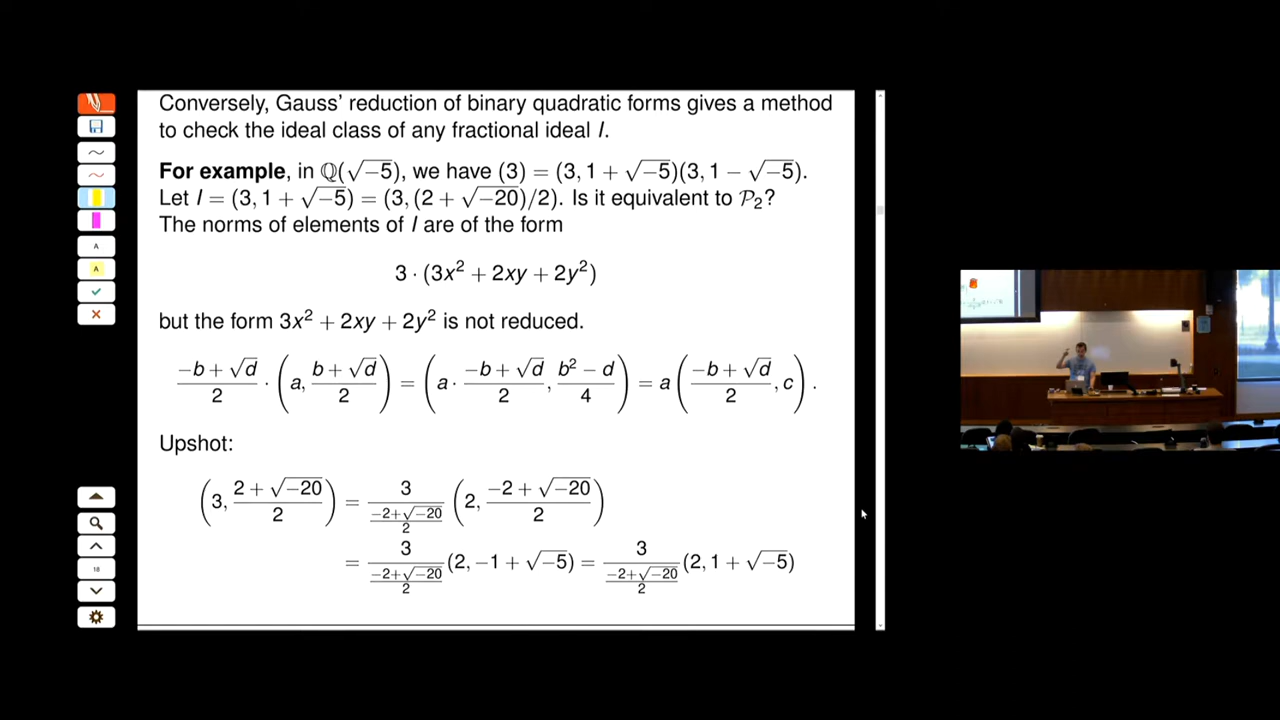 Conversely, Gauss' reduction of binary quadratic forms gives a method
to check the ideal class of any fractional ideal I.
For example, in ℚ(√−5), we have (3) = (3, 1 + √−5)(3, 1 − √−5).
Let I = (3, 1 + √−5) = (3, (2 + √−20)/2). Is it equivalent to 𝒫₂?
The norms of elements of I are of the form
3 · (3x² + 2xy + 2y²)
but the form 3x² + 2xy + 2y² is not reduced.
(−b + √d)/2 · (a, (b + √d)/2) = (a · (−b + √d)/2, (b² − d)/4) = a ((−b + √d)/2, c).
Upshot:
(3, (2 + √−20)/2) = 3/((−2+√−20)/2) (2, (−2 + √−20)/2)
= 3/((−2+√−20)/2) (2, −1 + √−5) = 3/((−2+√−20)/2) (2, 1 + √−5)
A
A
18